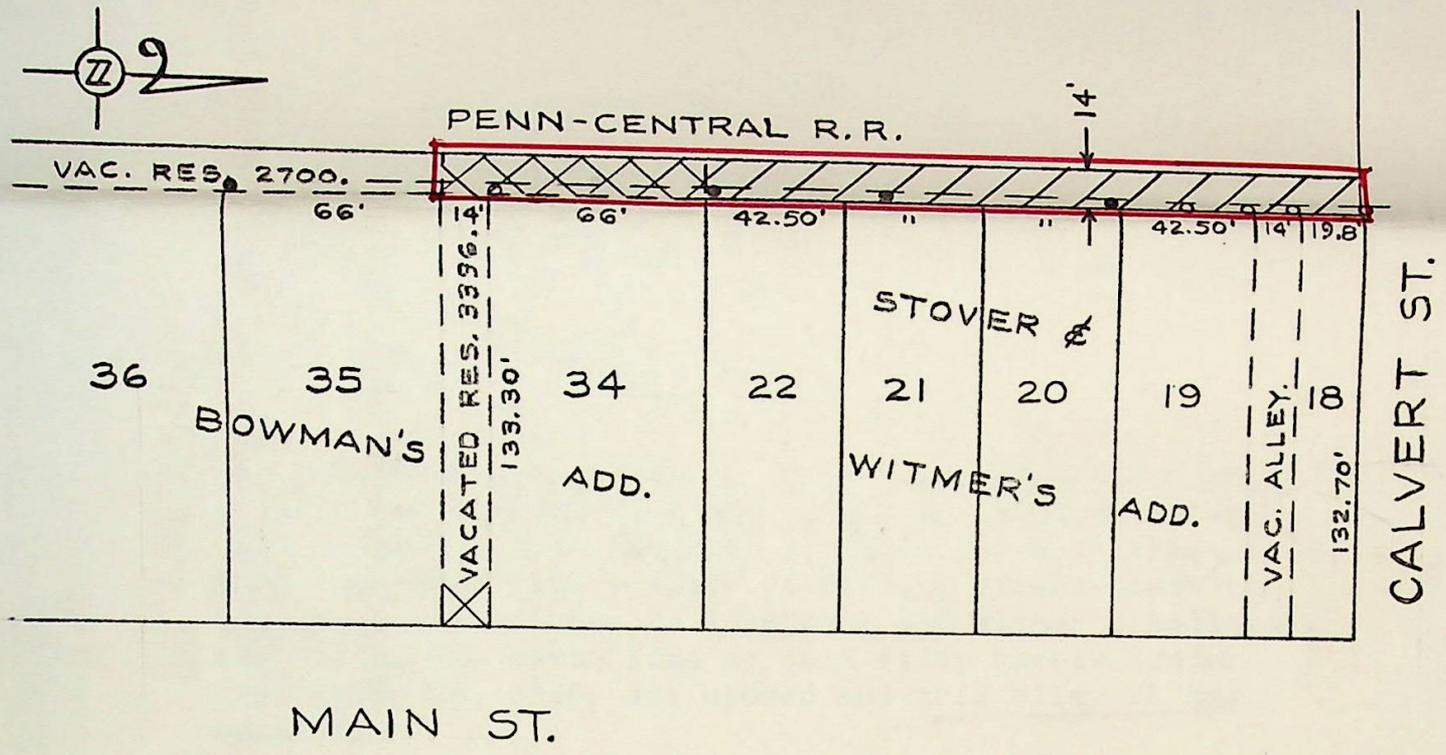 N
14'
PENN-CENTRAL R. R.
VAC. RES. 2700.
66' 14' 66' 42.50' " " 42.50' 14' 19.8'
VACATED RES. 3396.
133.30'
STOVER &
36 35 34 22 21 20 19 18
BOWMAN'S ADD.
WITMER'S ADD.
VAC. ALLEY.
132.70'
CALVERT ST.
MAIN ST.